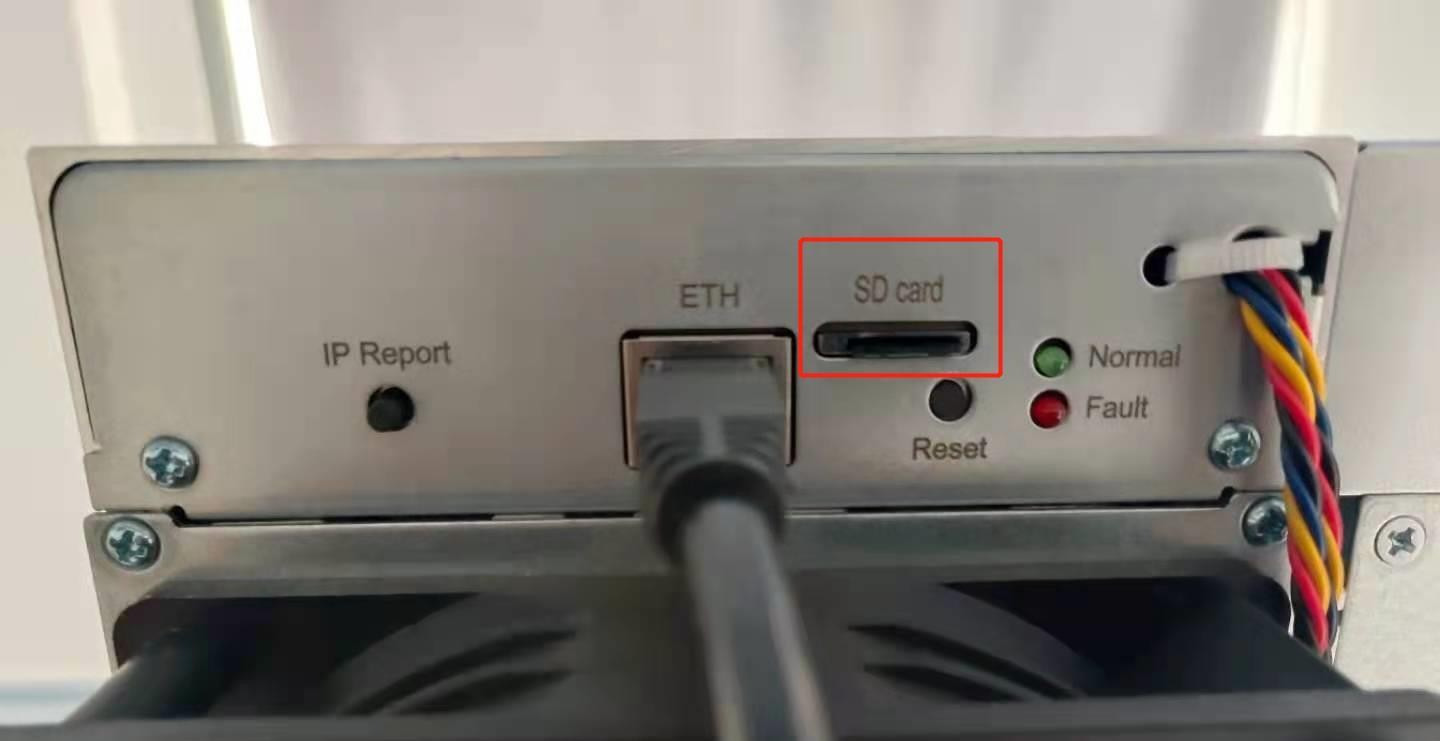 ETH
SD card
IP Report
Normal
Fault
Reset